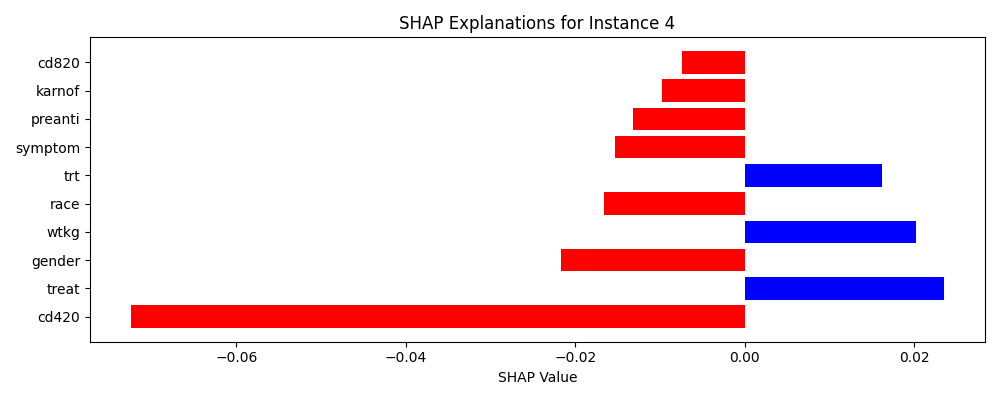 SHAP Explanations for Instance 4
cd820
karnof
preanti
symptom
trt
race
wtkg
gender
treat
cd420
−0.06 −0.04 −0.02 0.00 0.02
SHAP Value